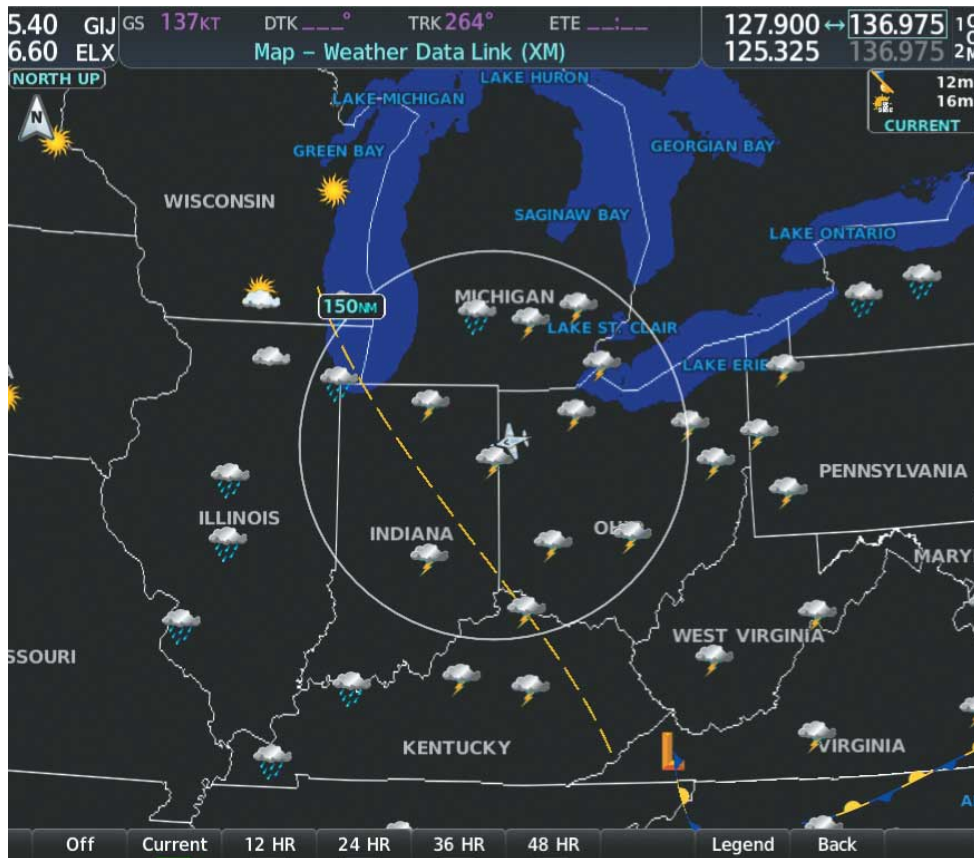 5.40 GIJ GS 137KT DTK ___° TRK 264° ETE __:__ 127.900 ↔ 136.975
6.60 ELX Map – Weather Data Link (XM) 125.325 136.975
NORTH UP
N
LAKE HURON
12m
16m
CURRENT
LAKE MICHIGAN
GREEN BAY
GEORGIAN BAY
WISCONSIN
SAGINAW BAY
LAKE ONTARIO
150NM
MICHIGAN
LAKE ST. CLAIR
LAKE ERIE
PENNSYLVANIA
ILLINOIS
INDIANA
MARY
WEST VIRGINIA
SSOURI
KENTUCKY
L
VIRGINIA
A
Off Current 12 HR 24 HR 36 HR 48 HR Legend Back